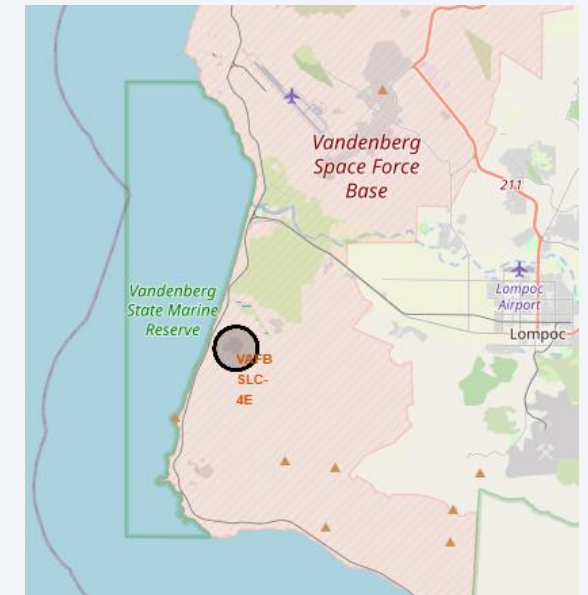 Vandenberg
Space Force
Base
211
Vandenberg
State Marine
Reserve
Lompoc
Airport
Lompoc
VAFB
SLC-
4E